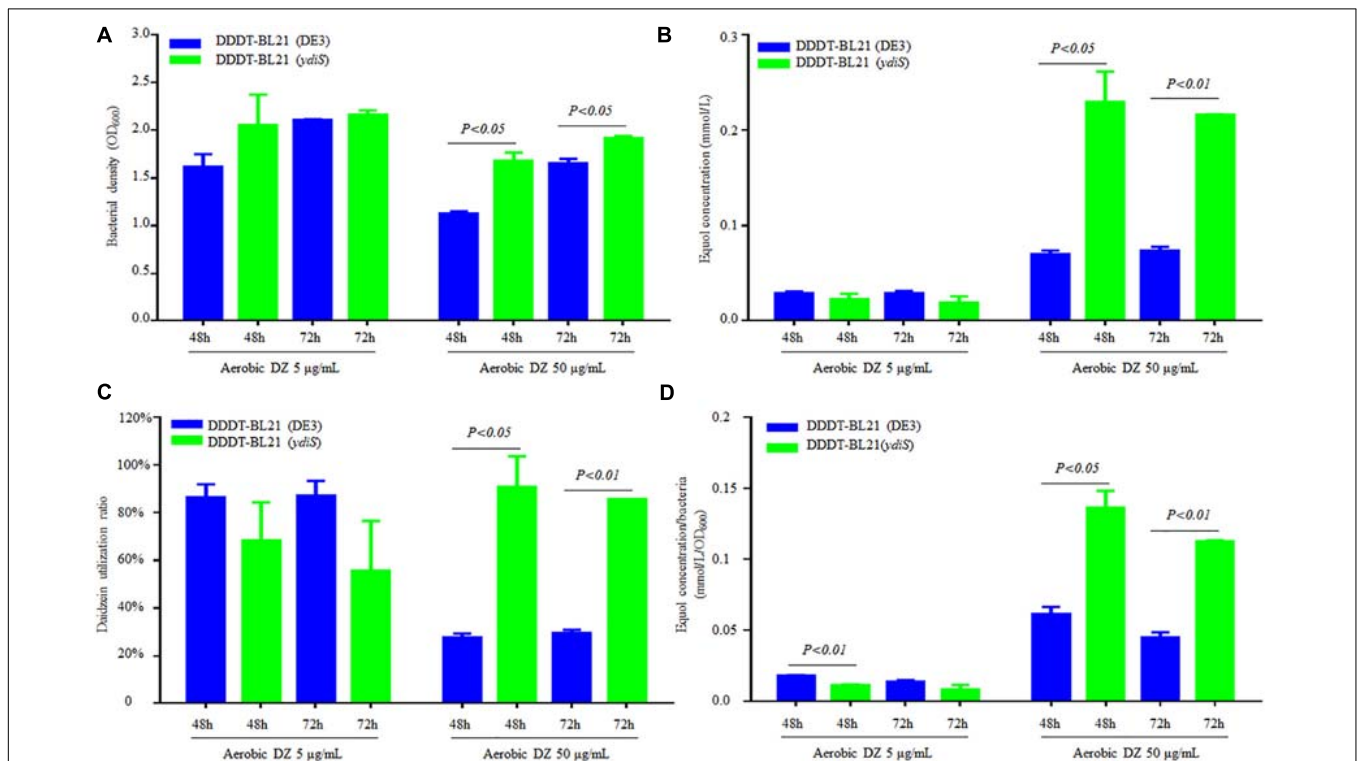 A
DDDT-BL21 (DE3)
DDDT-BL21 (ydiS)
Bacterial density (OD600)
3.0
2.5
2.0
1.5
1.0
0.5
0.0
P<0.05
P<0.05
48h 48h 72h 72h 48h 48h 72h 72h
Aerobic DZ 5 µg/mL Aerobic DZ 50 µg/mL
B
DDDT-BL21 (DE3)
DDDT-BL21 (ydiS)
Equol concentration (mmol/L)
0.3
0.2
0.1
0.0
P<0.05
P<0.01
48h 48h 72h 72h 48h 48h 72h 72h
Aerobic DZ 5 µg/mL Aerobic DZ 50 µg/mL
C
DDDT-BL21 (DE3)
DDDT-BL21 (ydiS)
Daidzein utilization ratio
120%
100%
80%
60%
40%
20%
0
P<0.05
P<0.01
48h 48h 72h 72h 48h 48h 72h 72h
Aerobic DZ 5 µg/mL Aerobic DZ 50 µg/mL
D
DDDT-BL21 (DE3)
DDDT-BL21(ydiS)
Equol concentration/bacteria
(mmol/L/OD600)
0.2
0.15
0.10
0.05
0.0
P<0.01
P<0.05
P<0.01
48h 48h 72h 72h 48h 48h 72h 72h
Aerobic DZ 5 µg/mL Aerobic DZ 50 µg/mL